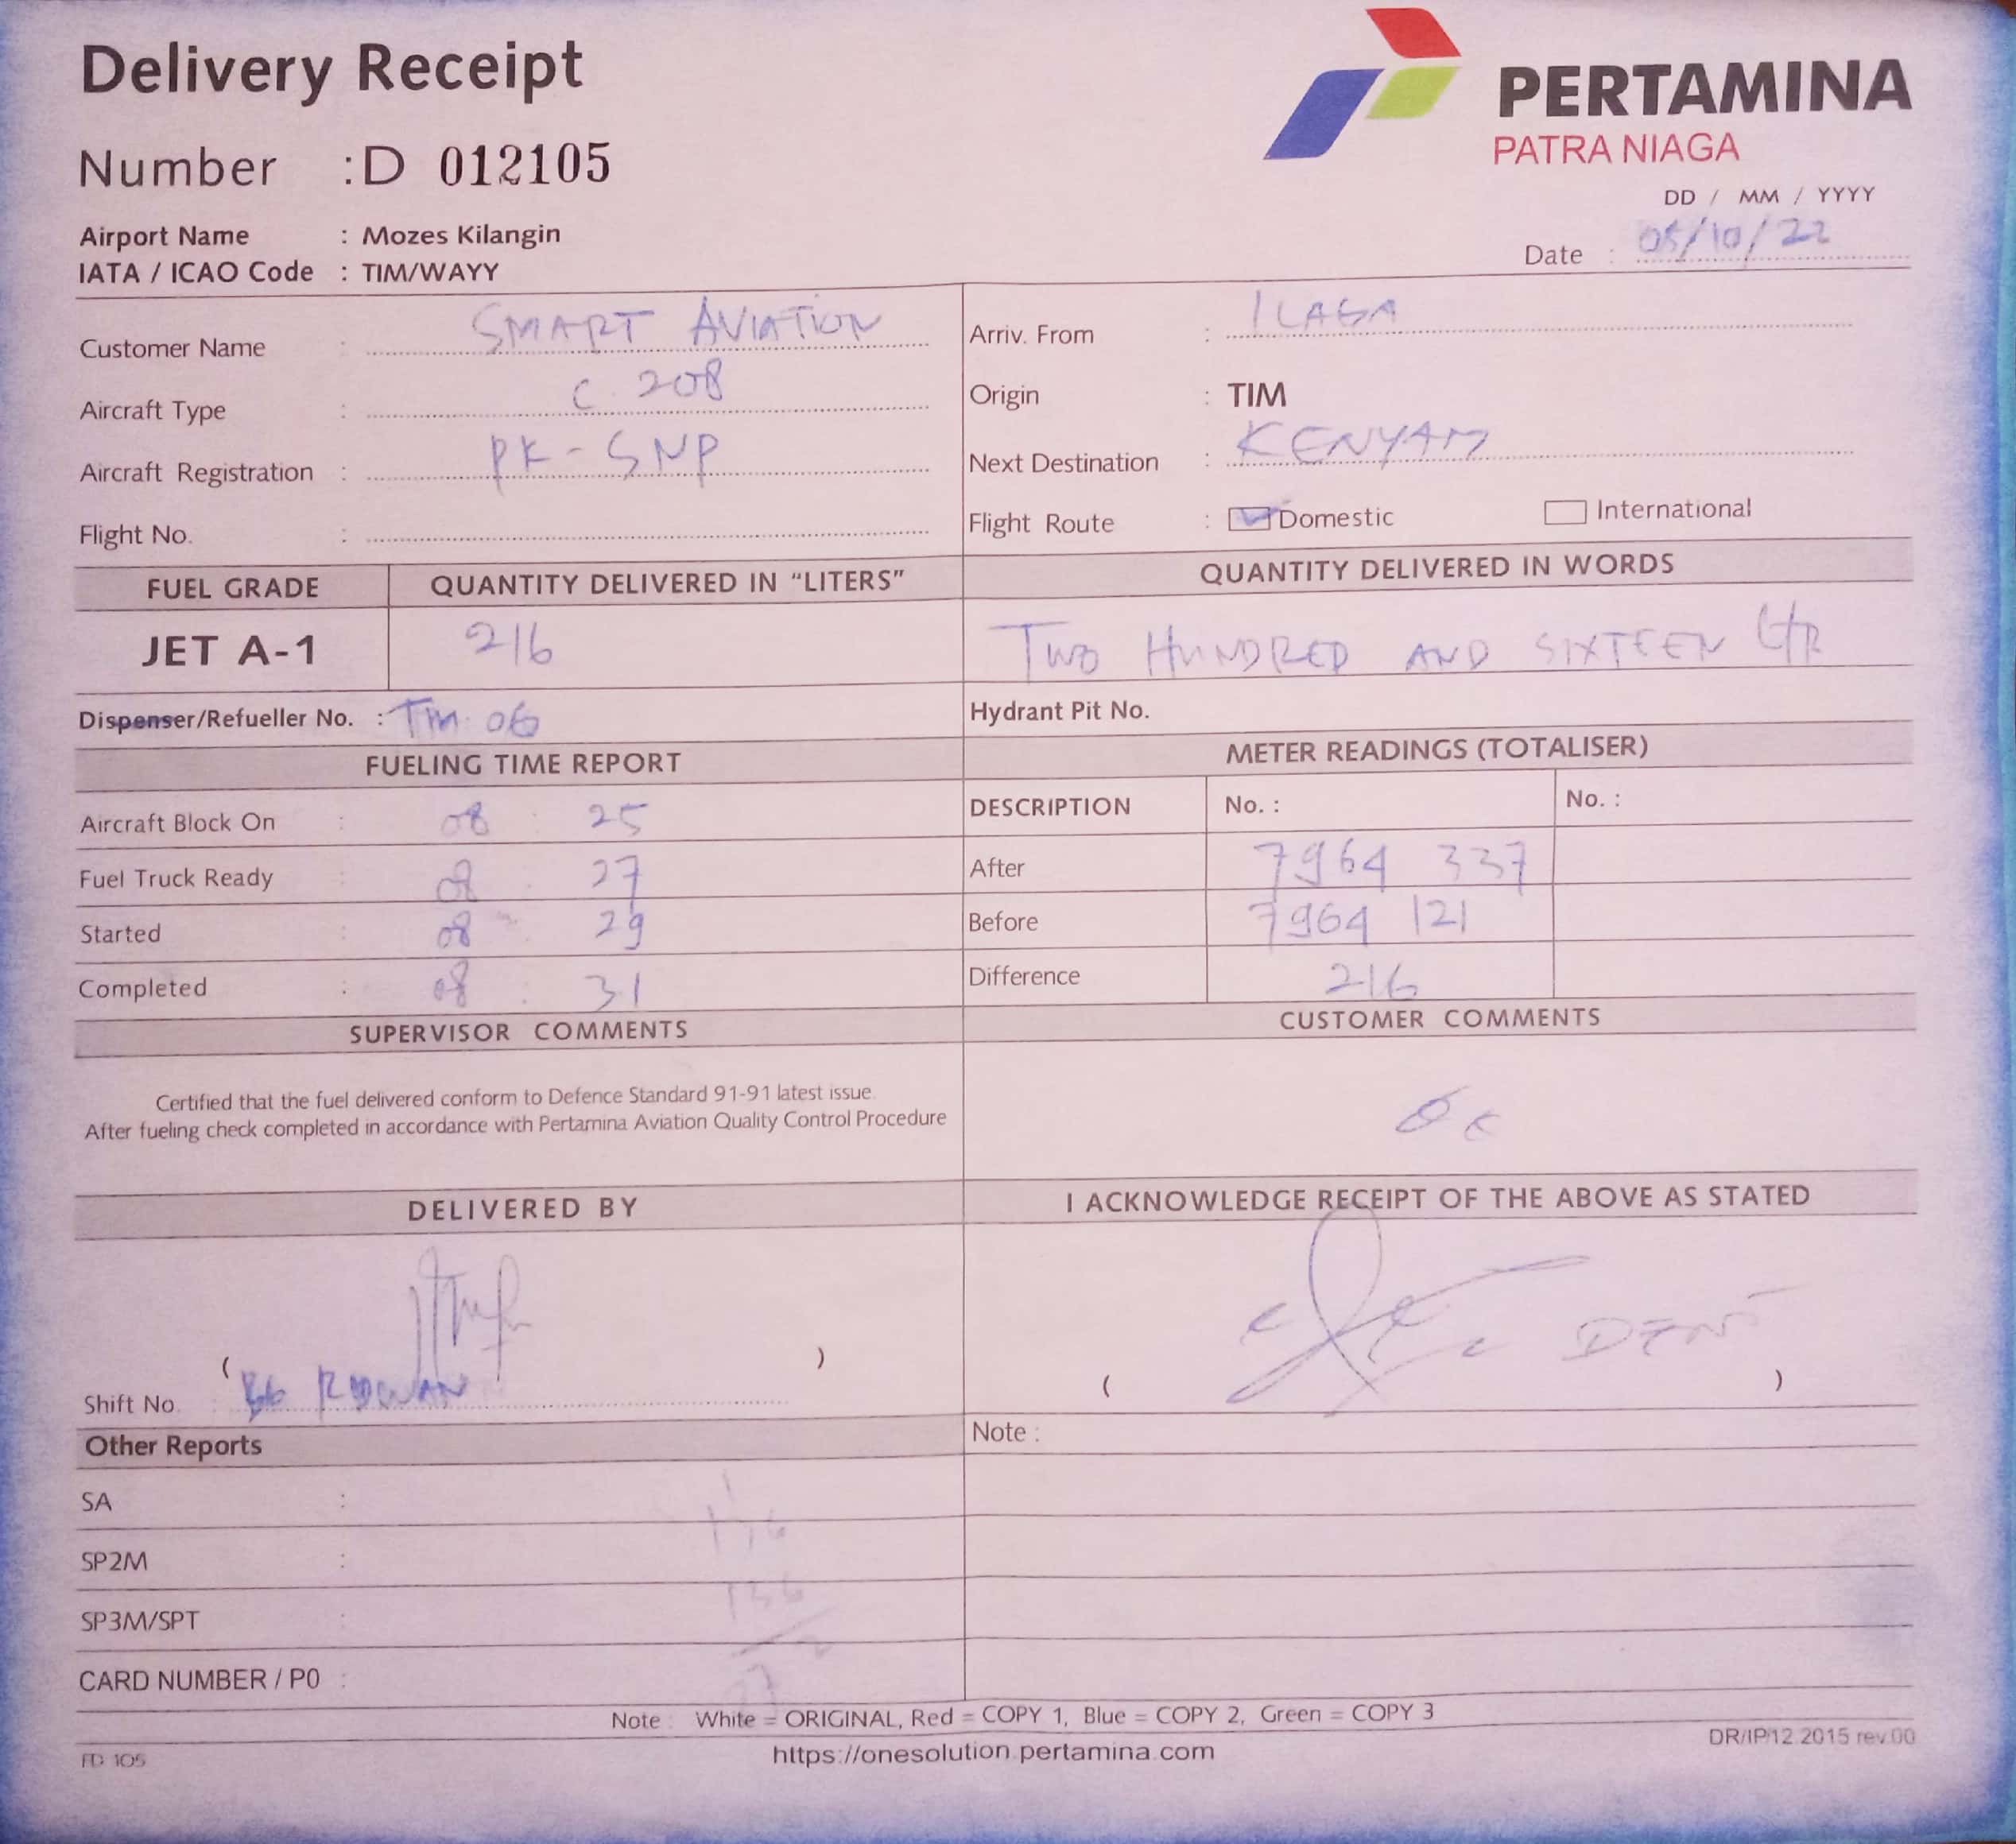 Delivery Receipt
PERTAMINA
PATRA NIAGA
Number : D 012105
DD / MM / YYYY
Airport Name : Mozes Kilangin
Date : 05/10/22
IATA / ICAO Code : TIM/WAYY
Customer Name : SMART AVIATION
Arriv. From : ILAGA
Aircraft Type : C 208
Origin : TIM
Aircraft Registration : PK-SNP
Next Destination : KENYAM
Flight No. :
Flight Route : Domestic International
FUEL GRADE QUANTITY DELIVERED IN “LITERS” QUANTITY DELIVERED IN WORDS
JET A-1 216 TWO HUNDRED AND SIXTEEN LTR
Dispenser/Refueller No. : TIM 06 Hydrant Pit No.
FUELING TIME REPORT METER READINGS (TOTALISER)
Aircraft Block On : 08 : 25 DESCRIPTION No. : No. :
Fuel Truck Ready : 08 : 27 After 7964 337
Started : 08 : 29 Before 7964 121
Completed : 08 : 31 Difference 216
SUPERVISOR COMMENTS CUSTOMER COMMENTS
Certified that the fuel delivered conform to Defence Standard 91-91 latest issue.
After fueling check completed in accordance with Pertamina Aviation Quality Control Procedure
OK
DELIVERED BY I ACKNOWLEDGE RECEIPT OF THE ABOVE AS STATED
( ) ( )
Shift No. :
Other Reports Note :
SA :
SP2M :
SP3M/SPT :
CARD NUMBER / PO :
Note : White = ORIGINAL, Red = COPY 1, Blue = COPY 2, Green = COPY 3
FD 105 https://onesolution.pertamina.com DR/IP/12.2015 rev.00